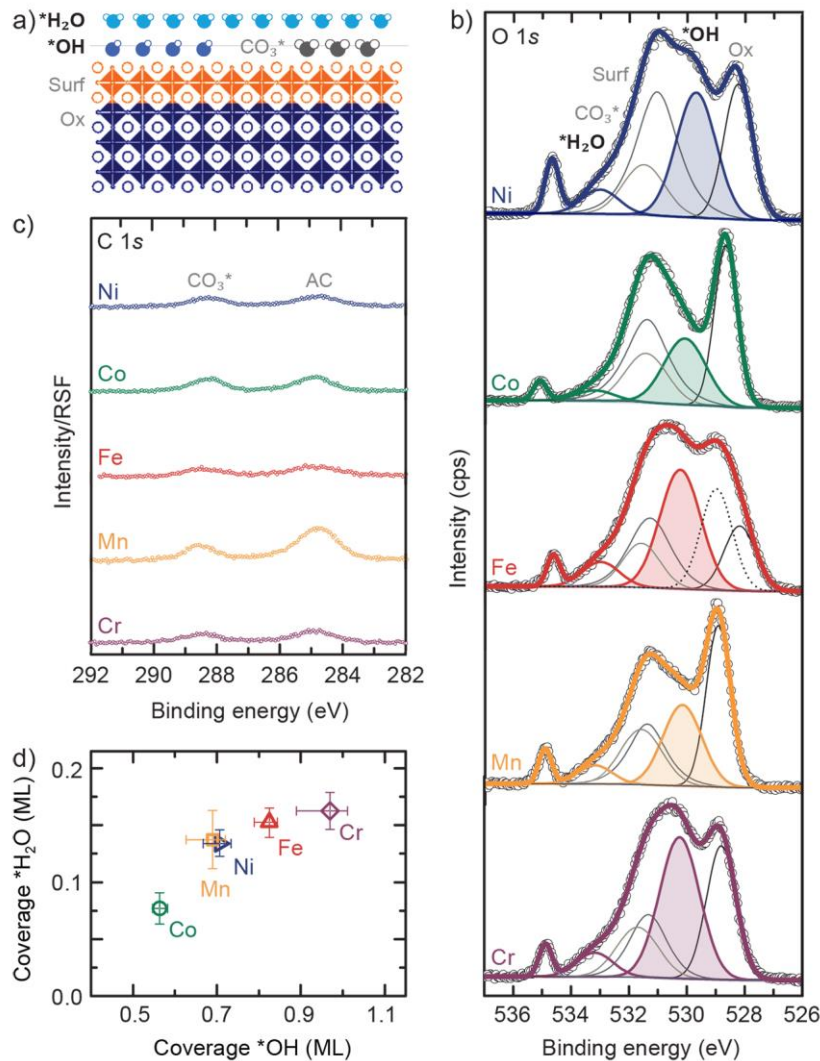 a)
*H₂O
*OH
CO₃*
Surf
Ox
b)
O 1s
*OH
Ox
Surf
CO₃*
*H₂O
Ni
Co
Fe
Mn
Cr
Intensity (cps)
536 534 532 530 528 526
Binding energy (eV)
c)
C 1s
CO₃*
AC
Ni
Co
Fe
Mn
Cr
Intensity/RSF
292 290 288 286 284 282
Binding energy (eV)
d)
Coverage *H₂O (ML)
0.2
0.1
0.0
Cr
Fe
Ni
Mn
Co
0.5 0.7 0.9 1.1
Coverage *OH (ML)